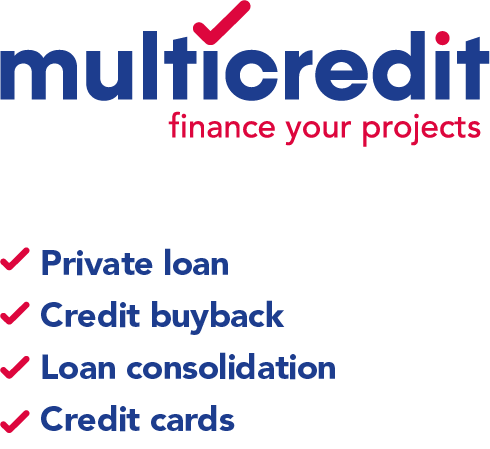 multicredit
finance your projects
Private loan
Credit buyback
Loan consolidation
Credit cards